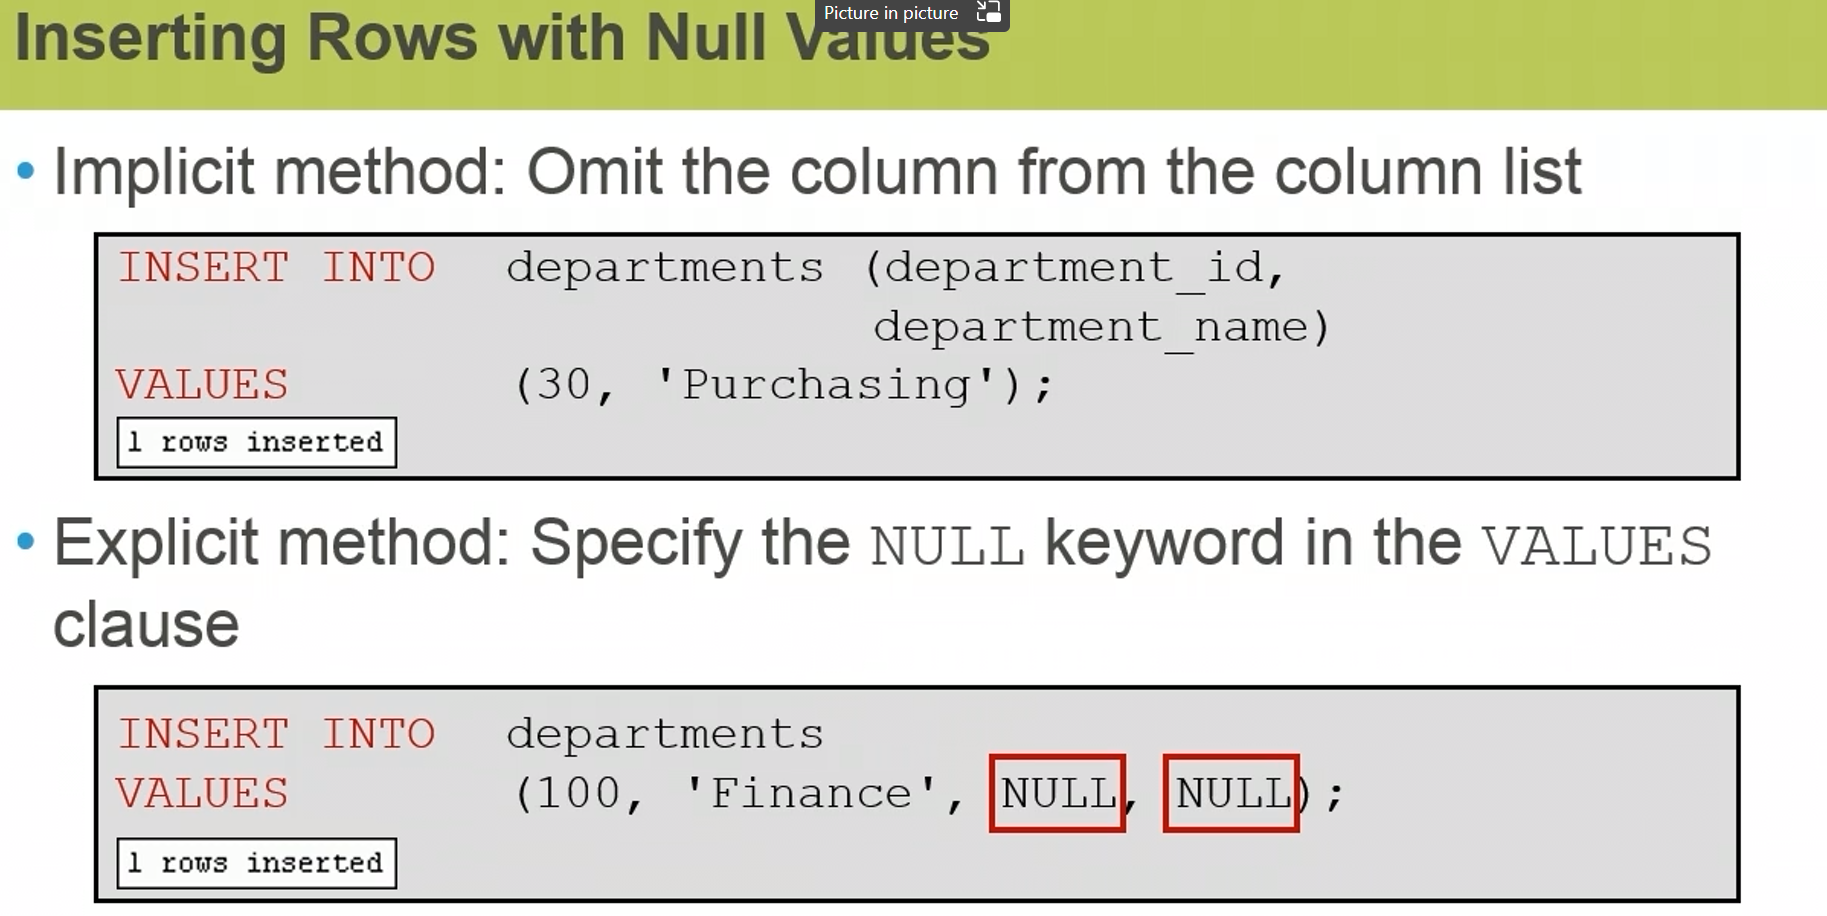 Picture in picture
Inserting Rows with Null Values
• Implicit method: Omit the column from the column list
INSERT INTO departments (department_id,
department_name)
VALUES (30, 'Purchasing');
1 rows inserted
• Explicit method: Specify the NULL keyword in the VALUES
clause
INSERT INTO departments
VALUES (100, 'Finance', NULL, NULL);
1 rows inserted